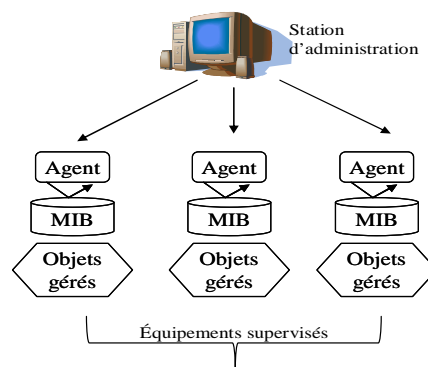 Station
d'administration
Agent
Agent
Agent
MIB
MIB
MIB
Objets
gérés
Objets
gérés
Objets
gérés
Équipements supervisés